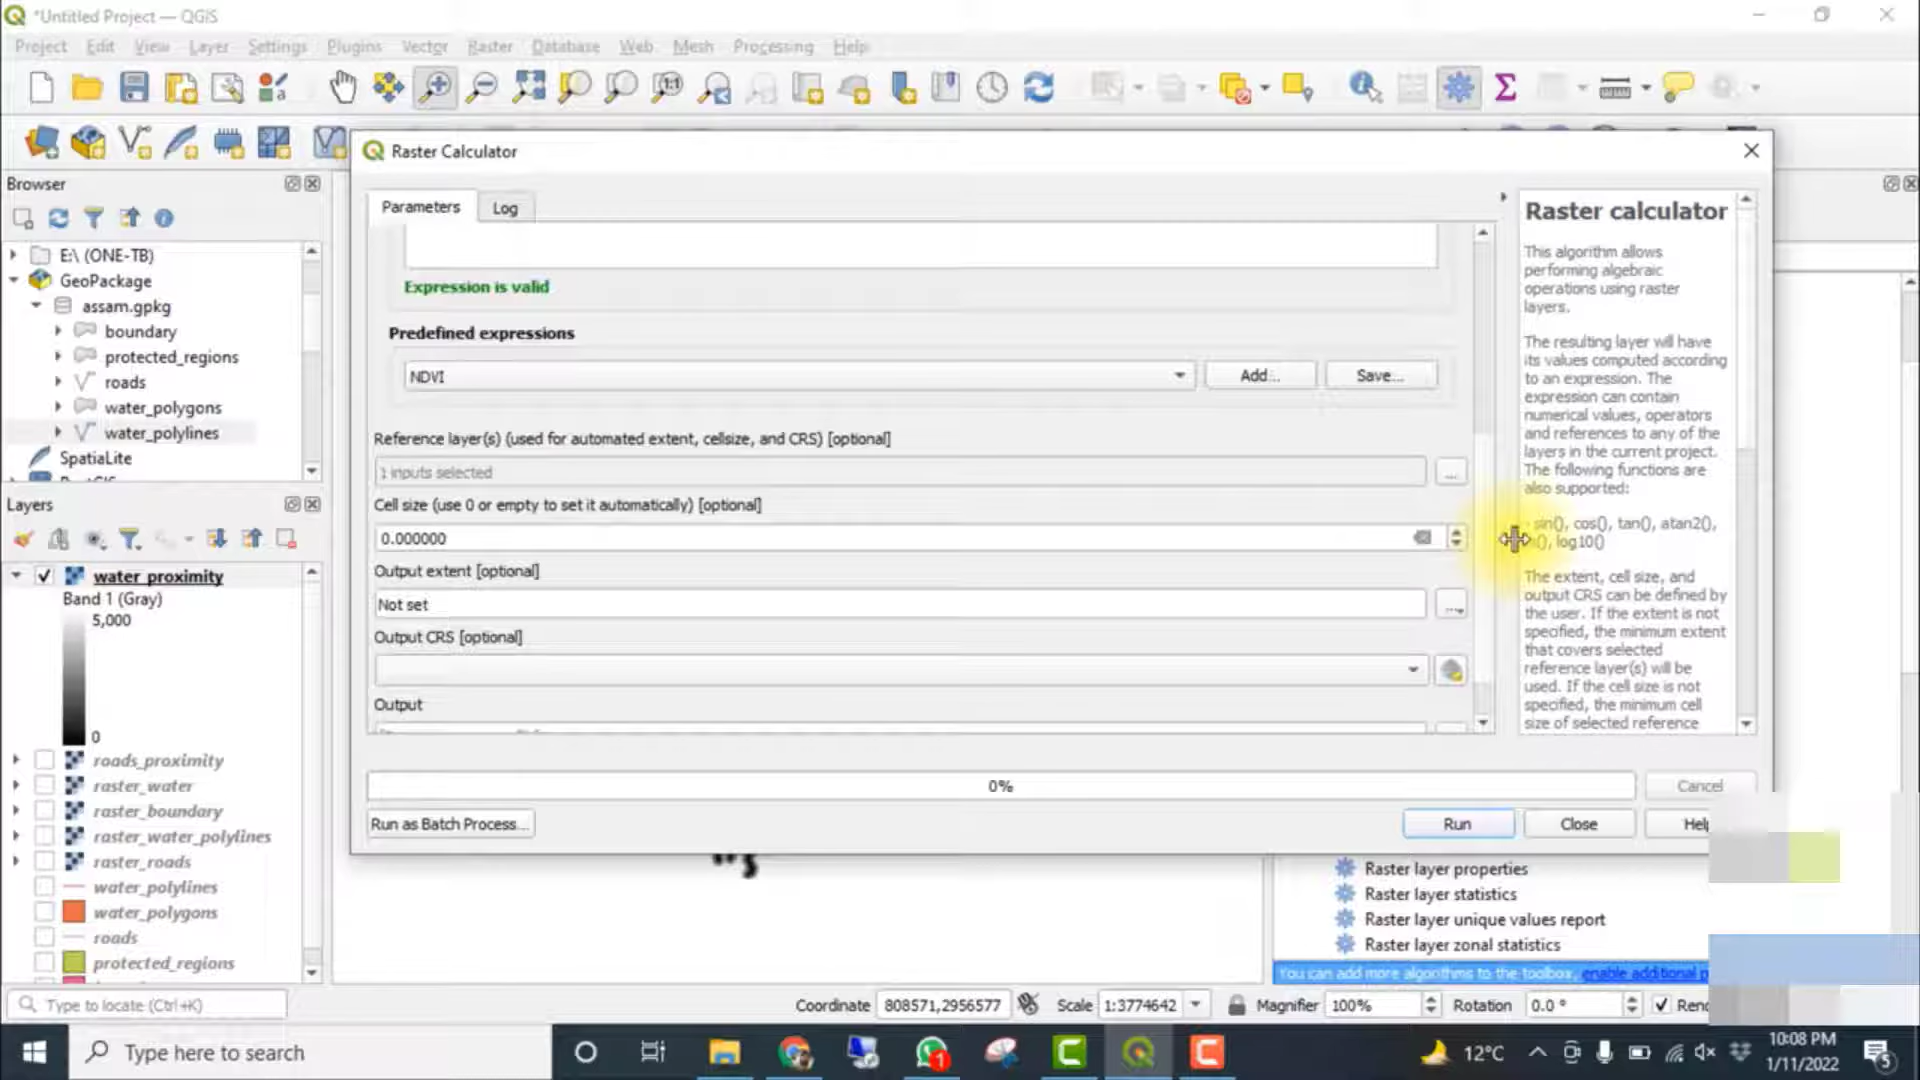 *Untitled Project — QGIS
Project Edit View Layer Settings Plugins Vector Raster Database Web Mesh Processing Help
Browser
E:\ (ONE-TB)
GeoPackage
assam.gpkg
boundary
protected_regions
roads
water_polygons
water_polylines
SpatiaLite
Layers
water_proximity
Band 1 (Gray)
5,000
0
roads_proximity
raster_water
raster_boundary
raster_water_polylines
raster_roads
water_polylines
water_polygons
roads
protected_regions
Raster Calculator
Parameters
Log
Expression is valid
Predefined expressions
NDVI
Add...
Save...
Reference layer(s) (used for automated extent, cellsize, and CRS) [optional]
1 inputs selected
...
Cell size (use 0 or empty to set it automatically) [optional]
0.000000
Output extent [optional]
Not set
...
Output CRS [optional]
Output
0%
Cancel
Run as Batch Process...
Run
Close
Raster calculator
This algorithm allows
performing algebraic
operations using raster
layers.
The resulting layer will have
its values computed according
to an expression. The
expression can contain
numerical values, operators
and references to any of the
layers in the current project.
The following functions are
also supported:
- sin(), cos(), tan(), atan2(),
log10()
The extent, cell size, and
output CRS can be defined by
the user. If the extent is not
specified, the minimum extent
that covers selected
reference layer(s) will be
used. If the cell size is not
specified, the minimum cell
size of selected reference
Raster layer properties
Raster layer statistics
Raster layer unique values report
Raster layer zonal statistics
You can add more algorithms to the toolbox, enable additional
Type to locate (Ctrl+K)
Coordinate 808571,2956577
Scale 1:3774642
Magnifier 100%
Rotation 0.0 °
Type here to search
1
12°C
10:08 PM
1/11/2022
5